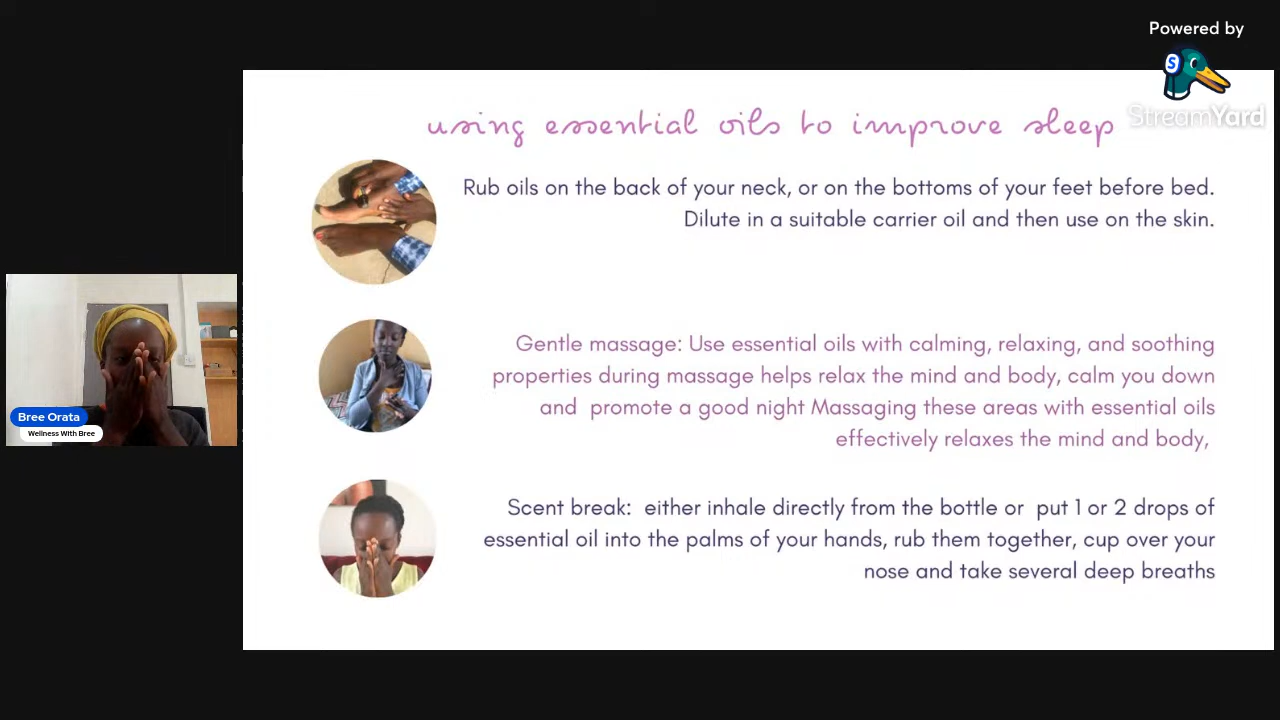 Powered by
StreamYard
using essential oils to improve sleep
Rub oils on the back of your neck, or on the bottoms of your feet before bed.
Dilute in a suitable carrier oil and then use on the skin.
Gentle massage: Use essential oils with calming, relaxing, and soothing
properties during massage helps relax the mind and body, calm you down
and promote a good night Massaging these areas with essential oils
effectively relaxes the mind and body,
Scent break: either inhale directly from the bottle or put 1 or 2 drops of
essential oil into the palms of your hands, rub them together, cup over your
nose and take several deep breaths
Bree Orata
Wellness With Bree